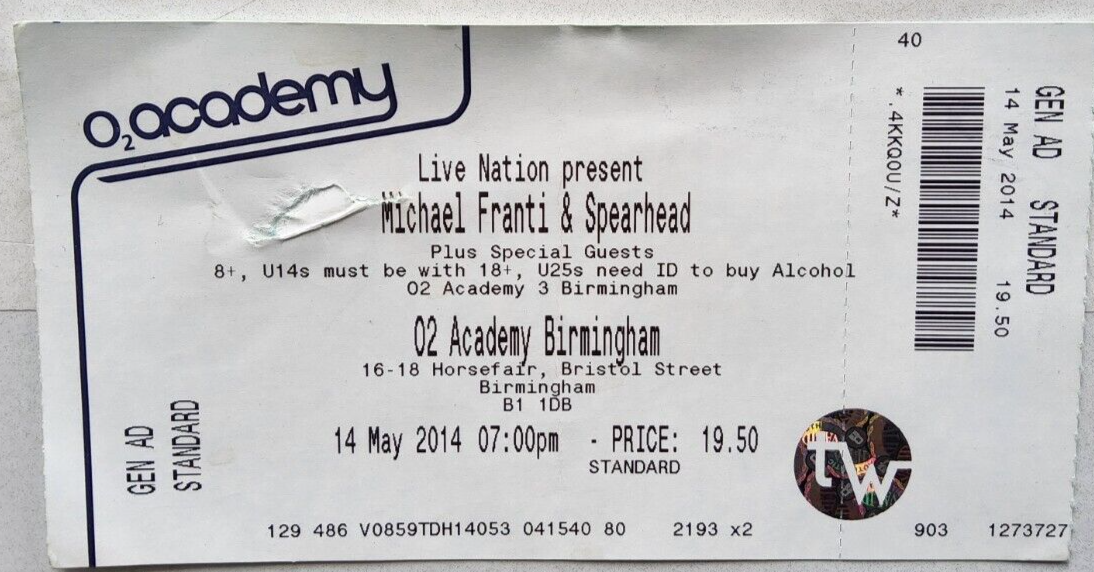 O2 academy
Live Nation present
Michael Franti & Spearhead
Plus Special Guests
8+, U14s must be with 18+, U25s need ID to buy Alcohol
O2 Academy 3 Birmingham
O2 Academy Birmingham
16-18 Horsefair, Bristol Street
Birmingham
B1 1DB
14 May 2014 07:00pm - PRICE: 19.50
STANDARD
GEN AD
STANDARD
129 486 V0859TDH14053 041540 80 2193 x2
tw
903 1273727
40
*.4KKQOU/Z*
14 May 2014 19.50
GEN AD STANDARD